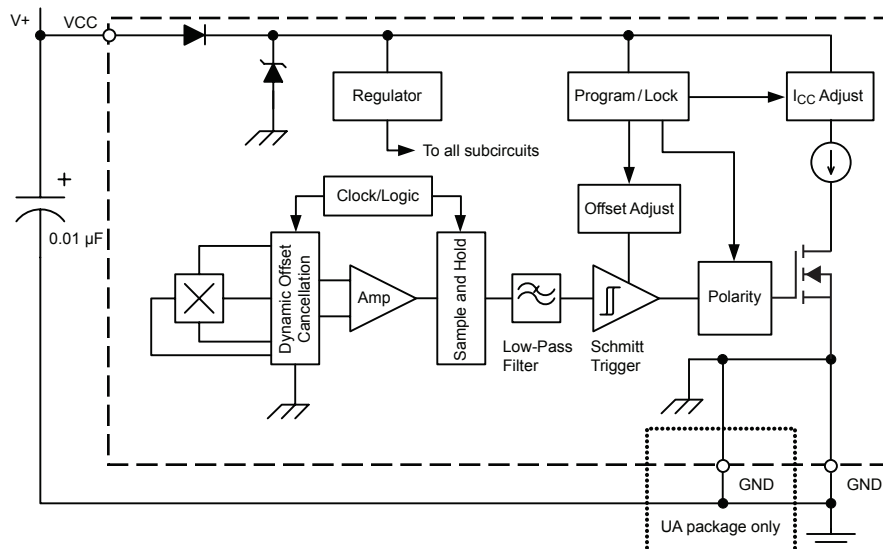 V+
VCC
Regulator
Program / Lock
ICC Adjust
To all subcircuits
+
0.01 µF
Clock/Logic
Offset Adjust
Dynamic Offset
Cancellation
Amp
Sample and Hold
Polarity
Low-Pass
Filter
Schmitt
Trigger
GND
GND
UA package only